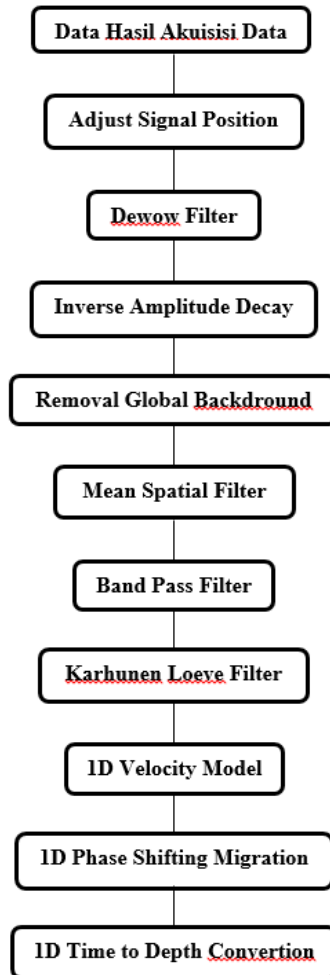 Data Hasil Akuisisi Data
Adjust Signal Position
Dewow Filter
Inverse Amplitude Decay
Removal Global Backdround
Mean Spatial Filter
Band Pass Filter
Karhunen Loeve Filter
1D Velocity Model
1D Phase Shifting Migration
1D Time to Depth Convertion